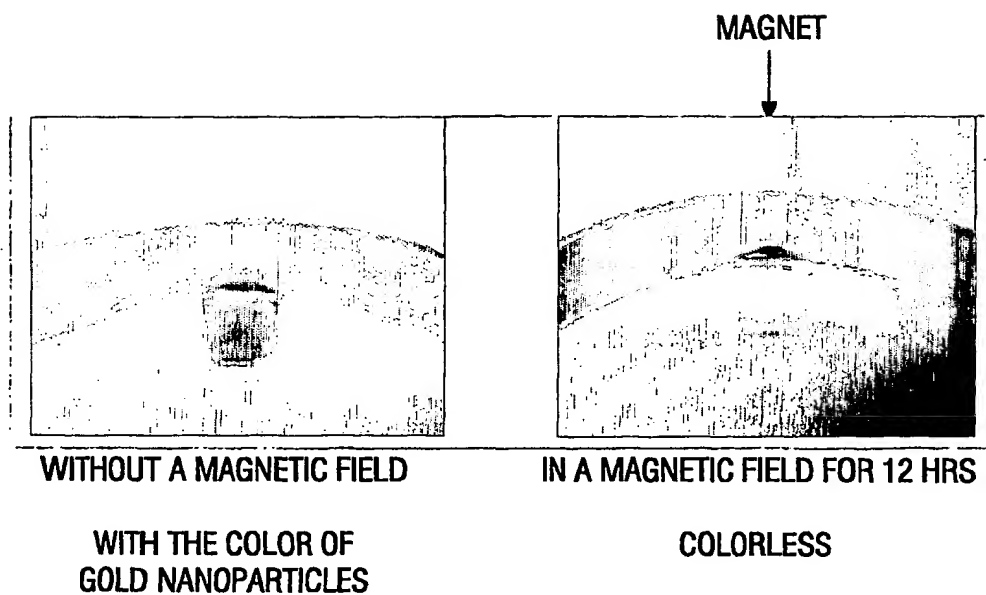 MAGNET
WITHOUT A MAGNETIC FIELD
IN A MAGNETIC FIELD FOR 12 HRS
WITH THE COLOR OF
GOLD NANOPARTICLES
COLORLESS